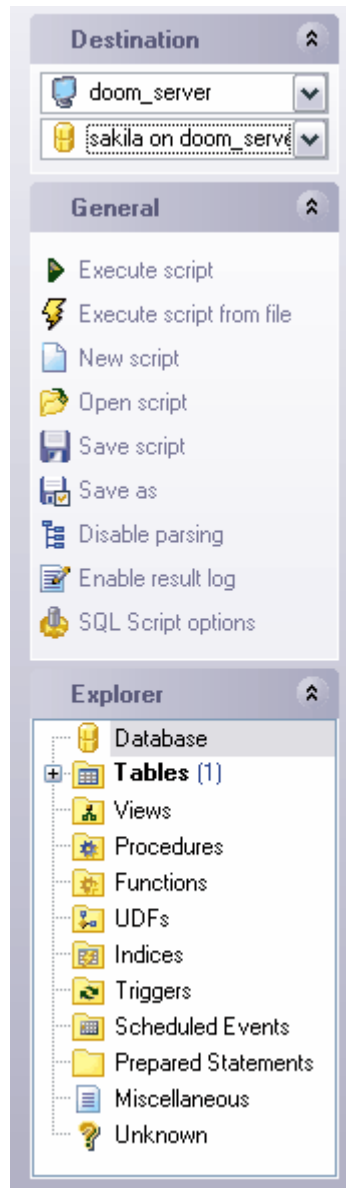 Destination
doom_server
sakila on doom_serve
General
Execute script
Execute script from file
New script
Open script
Save script
Save as
Disable parsing
Enable result log
SQL Script options
Explorer
Database
Tables (1)
Views
Procedures
Functions
UDFs
Indices
Triggers
Scheduled Events
Prepared Statements
Miscellaneous
Unknown